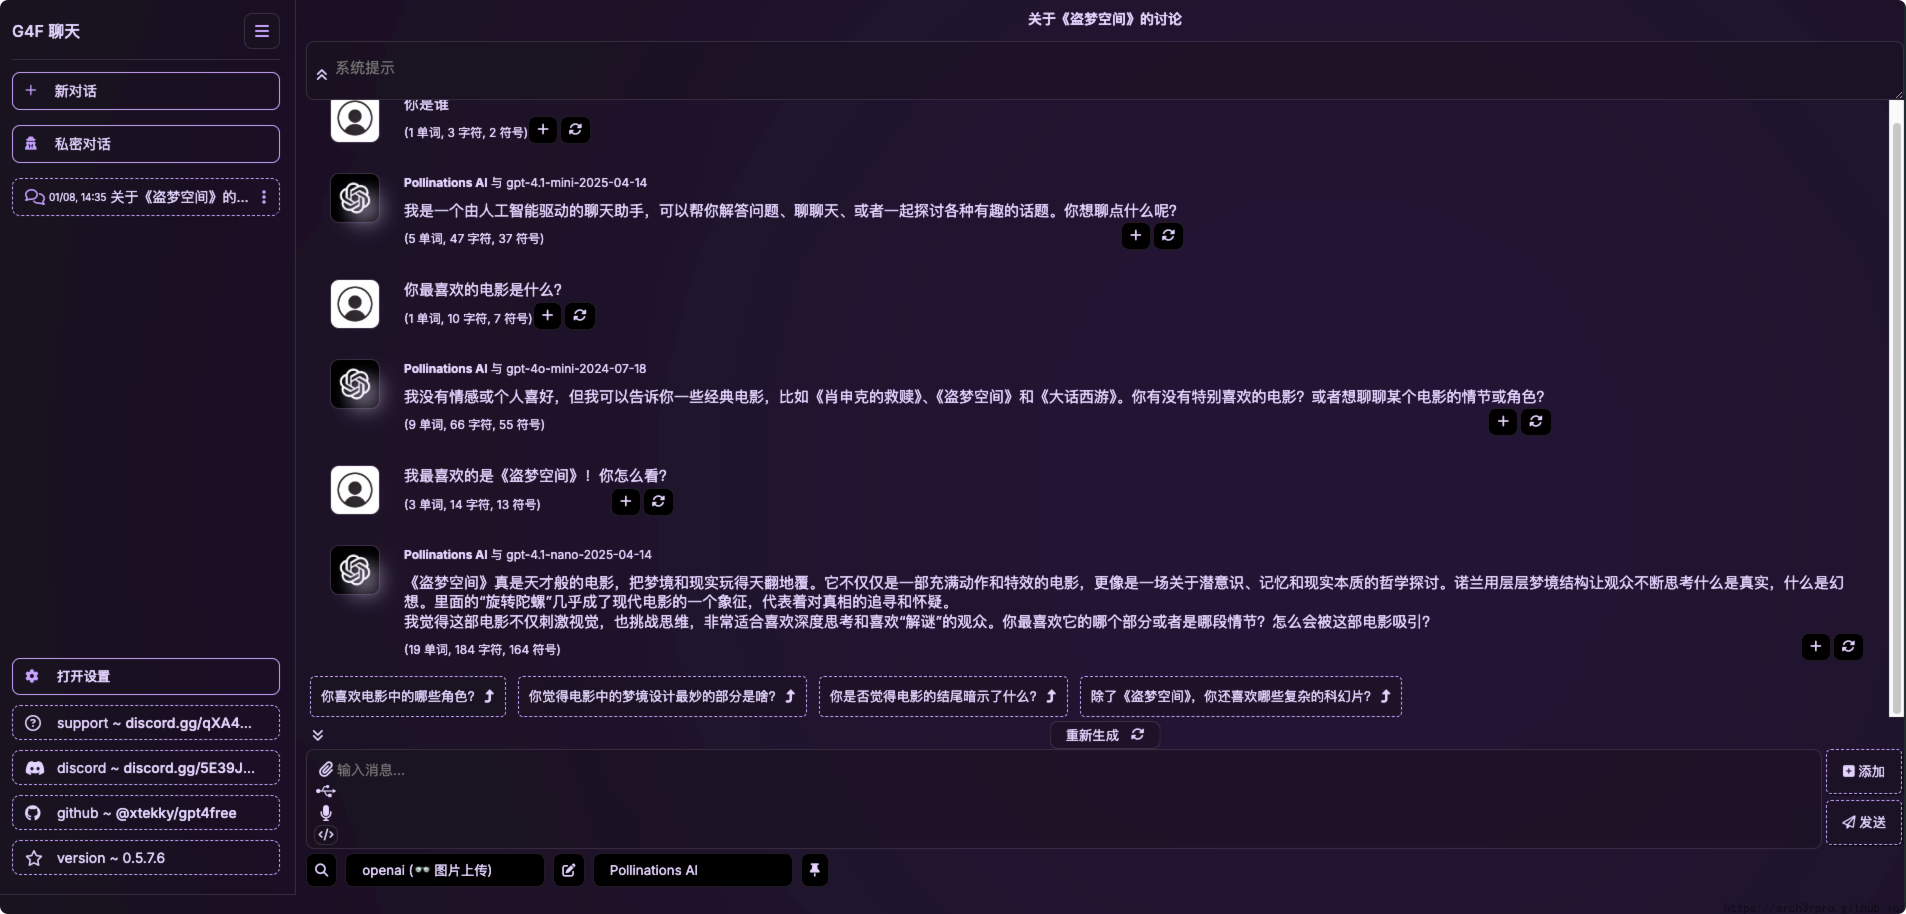 G4F 聊天
新对话
私密对话
01/08, 14:35 关于《盗梦空间》的...
打开设置
support ~ discord.gg/qXA4...
discord ~ discord.gg/5E39J...
github ~ @xtekky/gpt4free
version ~ 0.5.7.6
关于《盗梦空间》的讨论
系统提示
你是谁
(1 单词, 3 字符, 2 符号)
Pollinations AI 与 gpt-4.1-mini-2025-04-14
我是一个由人工智能驱动的聊天助手，可以帮你解答问题、聊聊天、或者一起探讨各种有趣的话题。你想聊点什么呢？
(5 单词, 47 字符, 37 符号)
你最喜欢的电影是什么？
(1 单词, 10 字符, 7 符号)
Pollinations AI 与 gpt-4o-mini-2024-07-18
我没有情感或个人喜好，但我可以告诉你一些经典电影，比如《肖申克的救赎》、《盗梦空间》和《大话西游》。你有没有特别喜欢的电影？或者想聊聊某个电影的情节或角色？
(9 单词, 66 字符, 55 符号)
我最喜欢的是《盗梦空间》！你怎么看？
(3 单词, 14 字符, 13 符号)
Pollinations AI 与 gpt-4.1-nano-2025-04-14
《盗梦空间》真是天才般的电影，把梦境和现实玩得天翻地覆。它不仅仅是一部充满动作和特效的电影，更像是一场关于潜意识、记忆和现实本质的哲学探讨。诺兰用层层梦境结构让观众不断思考什么是真实，什么是幻
想。里面的“旋转陀螺”几乎成了现代电影的一个象征，代表着对真相的追寻和怀疑。
我觉得这部电影不仅刺激视觉，也挑战思维，非常适合喜欢深度思考和喜欢“解谜”的观众。你最喜欢它的哪个部分或者是哪段情节？怎么会被这部电影吸引？
(19 单词, 184 字符, 164 符号)
你喜欢电影中的哪些角色？
你觉得电影中的梦境设计最妙的部分是啥？
你是否觉得电影的结尾暗示了什么？
除了《盗梦空间》，你还喜欢哪些复杂的科幻片？
重新生成
输入消息...
添加
发送
openai (🕶️ 图片上传)
Pollinations AI